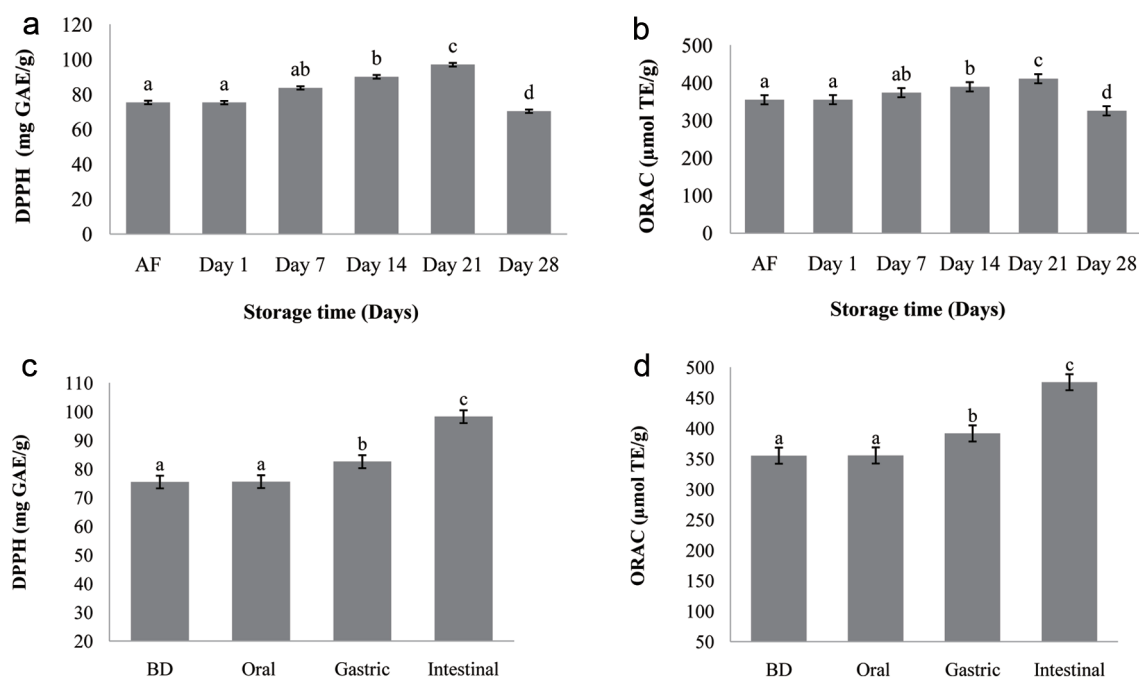 a
DPPH (mg GAE/g)
120
100
80
60
40
20
0
a
a
ab
b
c
d
AF Day 1 Day 7 Day 14 Day 21 Day 28
Storage time (Days)
b
ORAC (µmol TE/g)
500
400
300
200
100
0
a
a
ab
b
c
d
AF Day 1 Day 7 Day 14 Day 21 Day 28
Storage time (Days)
c
DPPH (mg GAE/g)
110
100
90
80
70
60
50
40
30
20
a
a
b
c
BD Oral Gastric Intestinal
d
ORAC (µmol TE/g)
500
450
400
350
300
250
200
150
100
50
a
a
b
c
BD Oral Gastric Intestinal